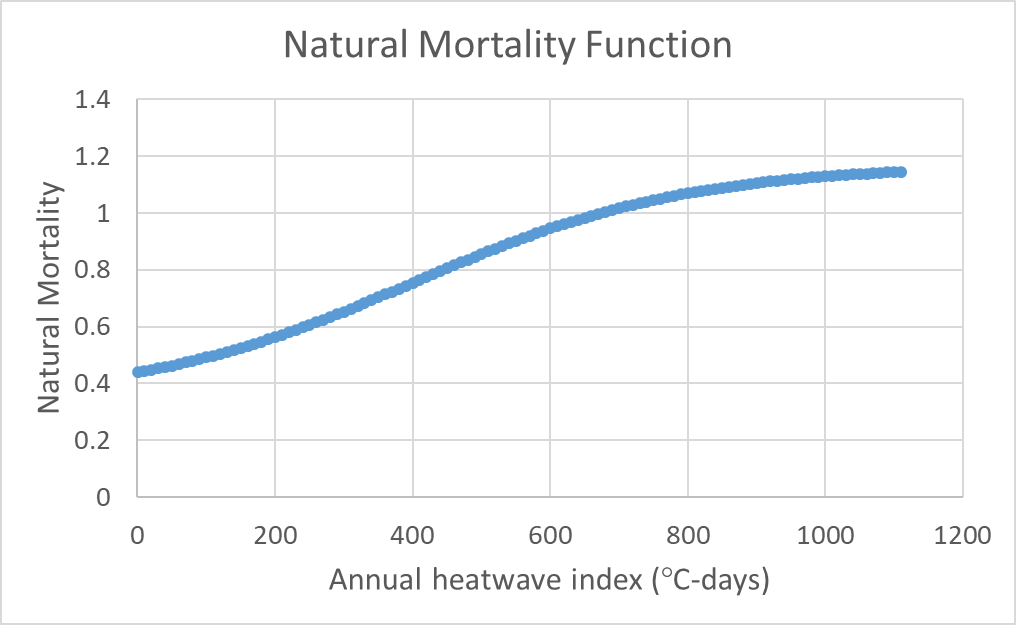 Natural Mortality Function
Natural Mortality
1.4
1.2
1
0.8
0.6
0.4
0.2
0
0 200 400 600 800 1000 1200
Annual heatwave index (°C-days)